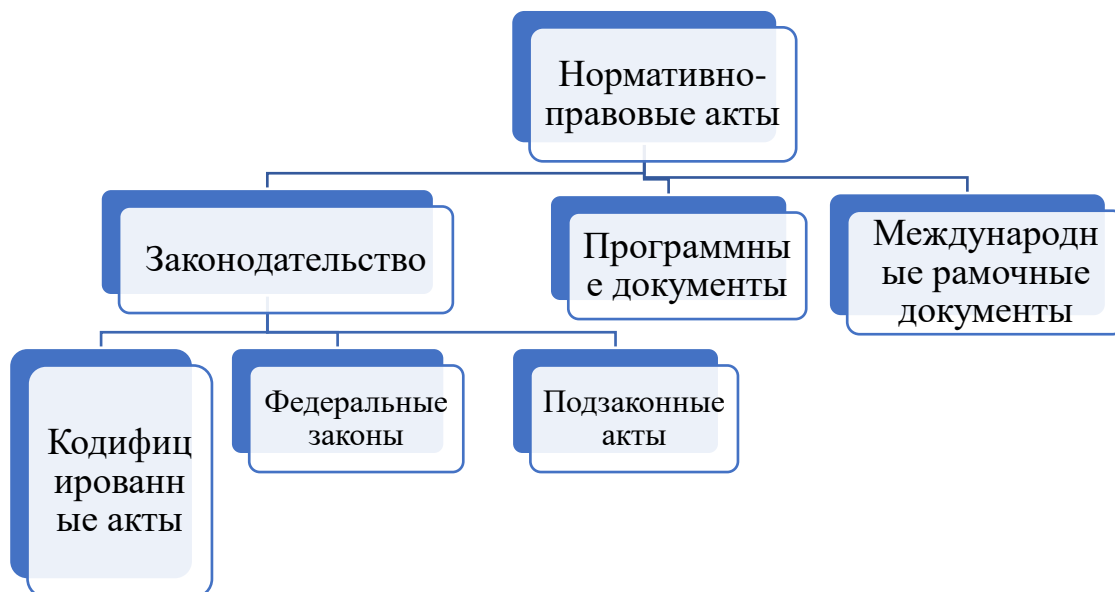 Нормативно-
правовые акты
Законодательство
Программны
е документы
Международн
ые рамочные
документы
Кодифиц
ированн
ые акты
Федеральные
законы
Подзаконные
акты